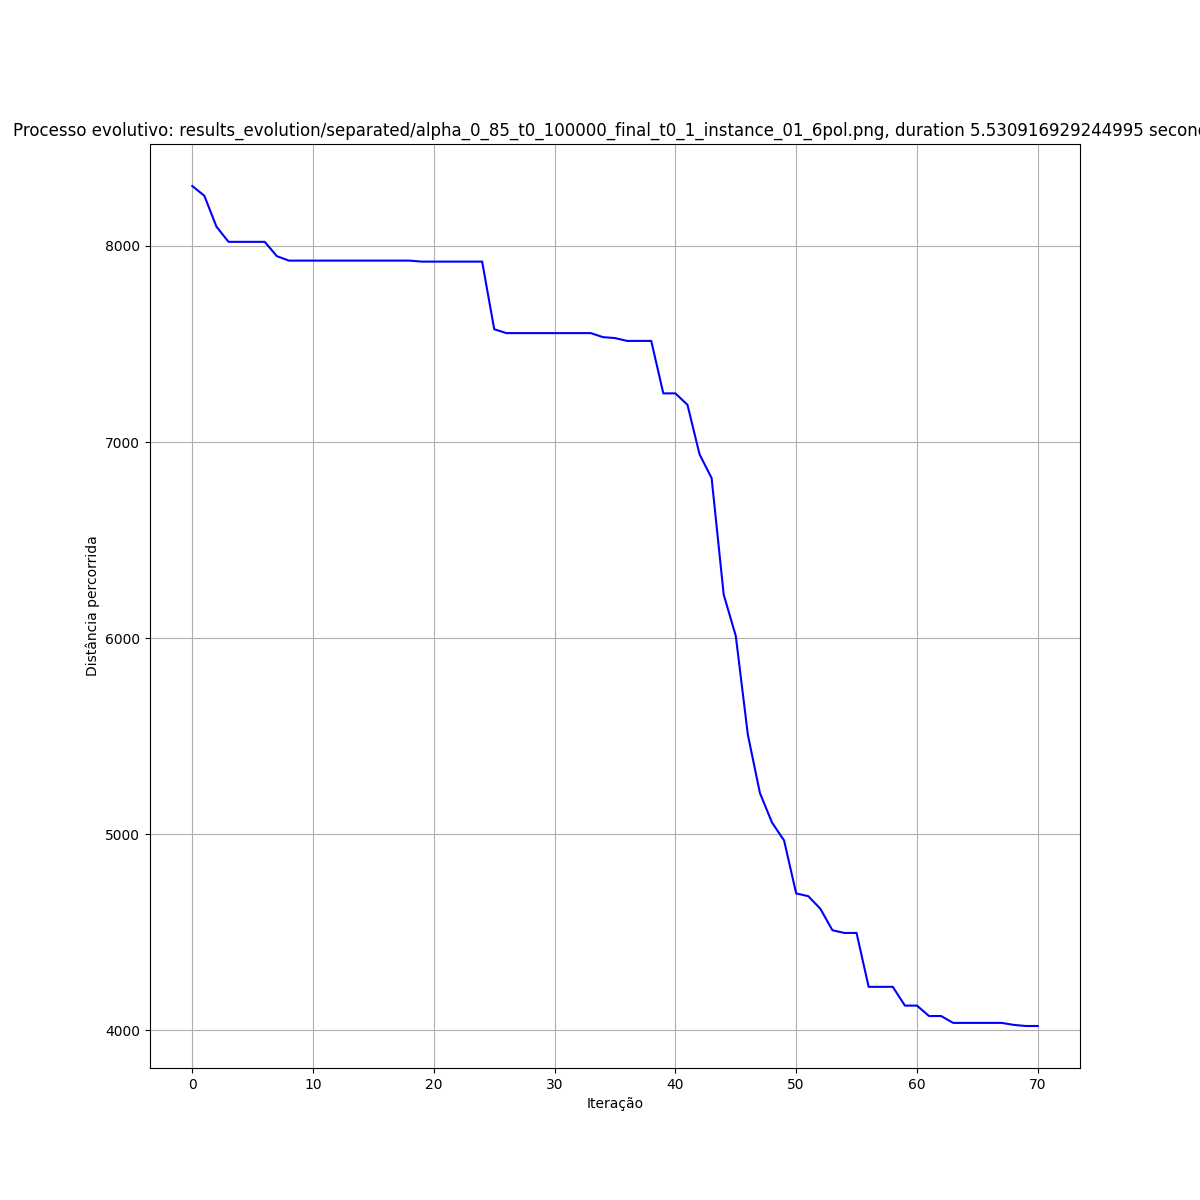 Processo evolutivo: results_evolution/separated/alpha_0_85_t0_100000_final_t0_1_instance_01_6pol.png, duration 5.530916929244995
8000
7000
6000
5000
4000
Distância percorrida
0 10 20 30 40 50 60 70
Iteração